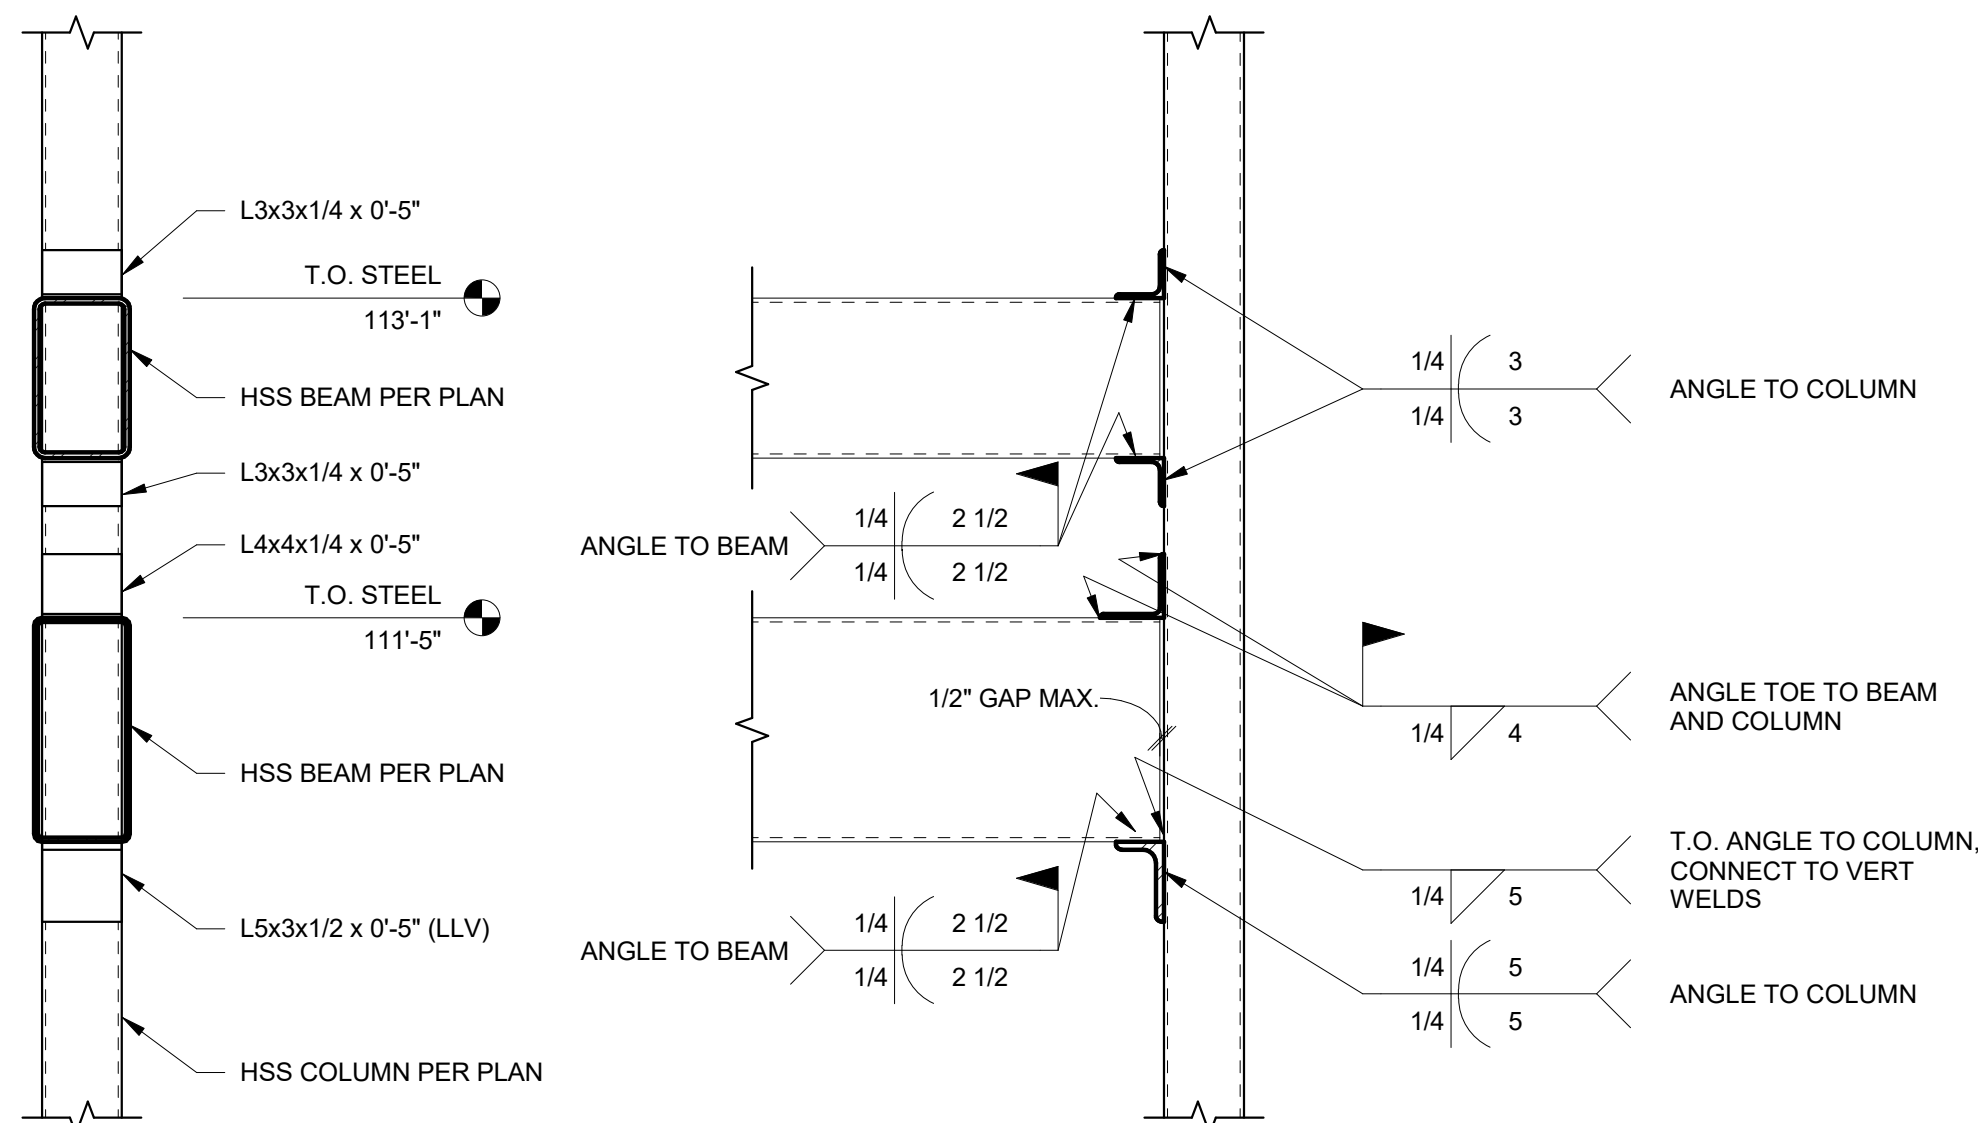 L3x3x1/4 x 0'-5"
T.O. STEEL
113'-1"
HSS BEAM PER PLAN
L3x3x1/4 x 0'-5"
L4x4x1/4 x 0'-5"
T.O. STEEL
111'-5"
HSS BEAM PER PLAN
L5x3x1/2 x 0'-5" (LLV)
HSS COLUMN PER PLAN
ANGLE TO BEAM
1/4 2 1/2
1/4 2 1/2
1/2" GAP MAX.
ANGLE TO BEAM
1/4 2 1/2
1/4 2 1/2
1/4 3
1/4 3
ANGLE TO COLUMN
1/4 4
ANGLE TOE TO BEAM
AND COLUMN
1/4 5
T.O. ANGLE TO COLUMN,
CONNECT TO VERT
WELDS
1/4 5
1/4 5
ANGLE TO COLUMN